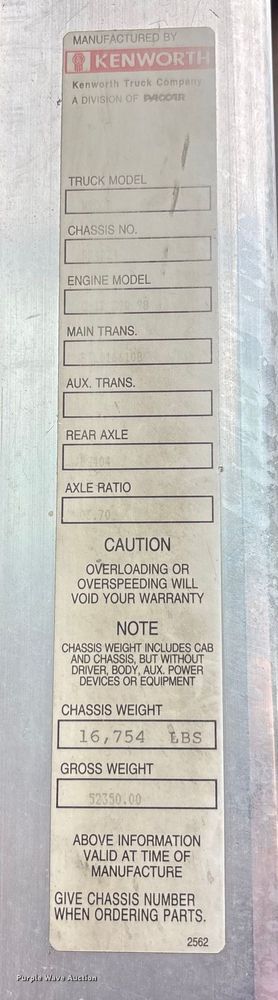 MANUFACTURED BY
KENWORTH
Kenworth Truck Company
A DIVISION OF PACCAR
TRUCK MODEL
CHASSIS NO.
ENGINE MODEL
MAIN TRANS.
AUX. TRANS.
REAR AXLE
AXLE RATIO
.70
CAUTION
OVERLOADING OR
OVERSPEEDING WILL
VOID YOUR WARRANTY
NOTE
CHASSIS WEIGHT INCLUDES CAB
AND CHASSIS, BUT WITHOUT
DRIVER, BODY, AUX. POWER
DEVICES OR EQUIPMENT
CHASSIS WEIGHT
16,754 LBS
GROSS WEIGHT
52350.00
ABOVE INFORMATION
VALID AT TIME OF
MANUFACTURE
GIVE CHASSIS NUMBER
WHEN ORDERING PARTS.
2562
Purple Wave Auction